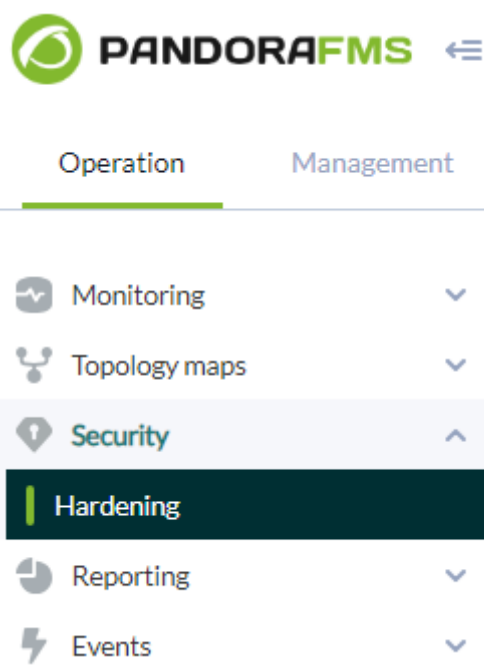 PANDORAFMS
Operation Management
Monitoring
Topology maps
Security
Hardening
Reporting
Events